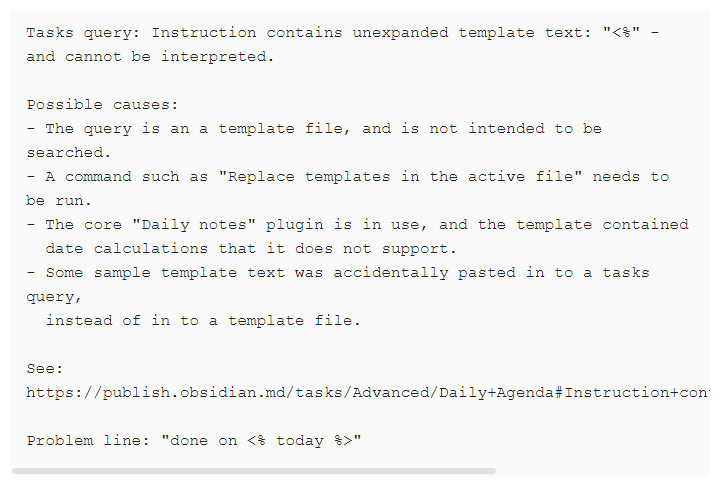 Tasks query: Instruction contains unexpanded template text: "<%" -
and cannot be interpreted.
Possible causes:
- The query is an a template file, and is not intended to be
searched.
- A command such as "Replace templates in the active file" needs to
be run.
- The core "Daily notes" plugin is in use, and the template contained
date calculations that it does not support.
- Some sample template text was accidentally pasted in to a tasks
query,
instead of in to a template file.
See:
https://publish.obsidian.md/tasks/Advanced/Daily+Agenda#Instruction+con
Problem line: "done on <% today %>"